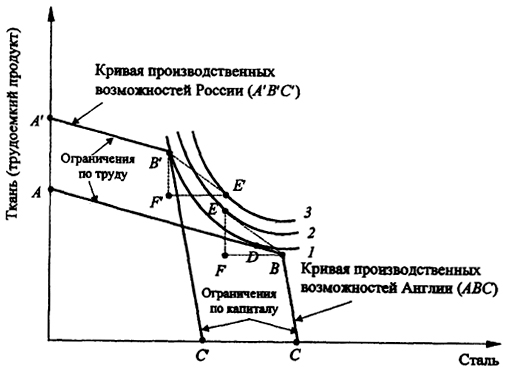 Ткань (трудоемкий продукт)
Кривая производственных
возможностей России (A'B'C')
A'
Ограничения
по труду
B'
A
E'
F'
E
3
2
D
1
F
B
Кривая производственных
возможностей Англии (ABC)
Ограничения
по капиталу
C'
C
Сталь